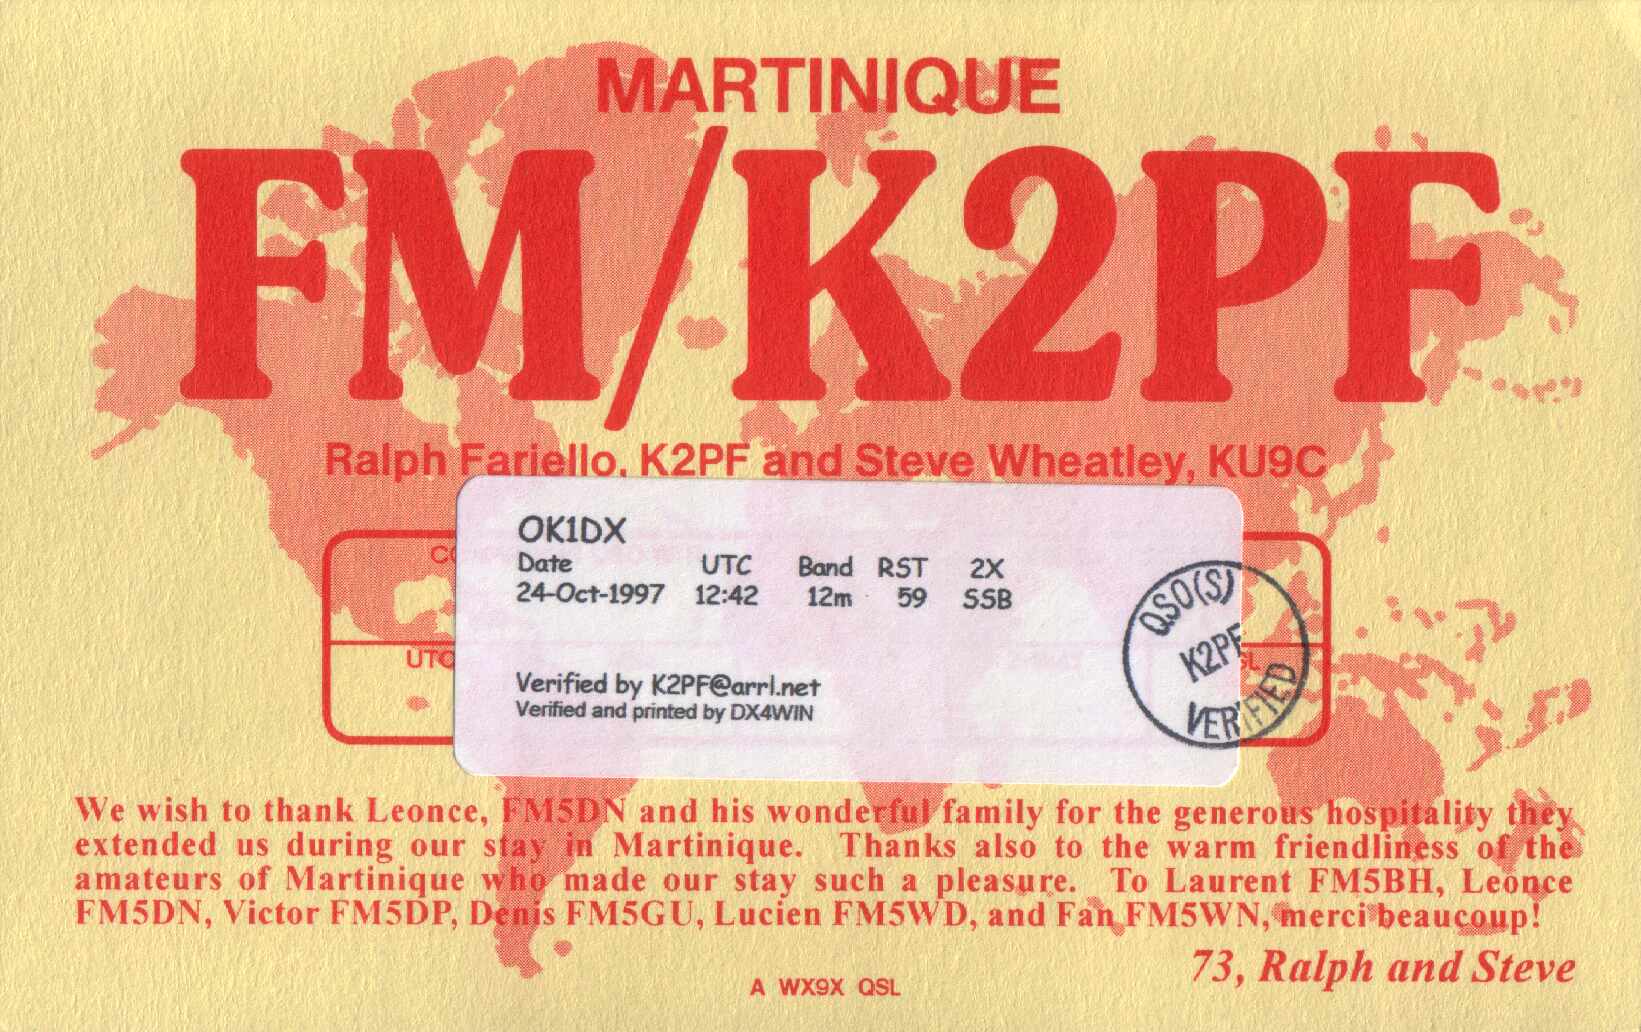 MARTINIQUE
FM/K2PF
Ralph Fariello, K2PF and Steve Wheatley, KU9C
OK1DX
Date UTC Band RST 2X
24-Oct-1997 12:42 12m 59 SSB
UTC
Verified by K2PF@arrl.net
Verified and printed by DX4WIN
QSO(S)
K2PF
VERIFIED
We wish to thank Leonce, FM5DN and his wonderful family for the generous hospitality they
extended us during our stay in Martinique. Thanks also to the warm friendliness of the
amateurs of Martinique who made our stay such a pleasure. To Laurent FM5BH, Leonce
FM5DN, Victor FM5DP, Denis FM5GU, Lucien FM5WD, and Fan FM5WN, merci beaucoup!
73, Ralph and Steve
A WX9X QSL